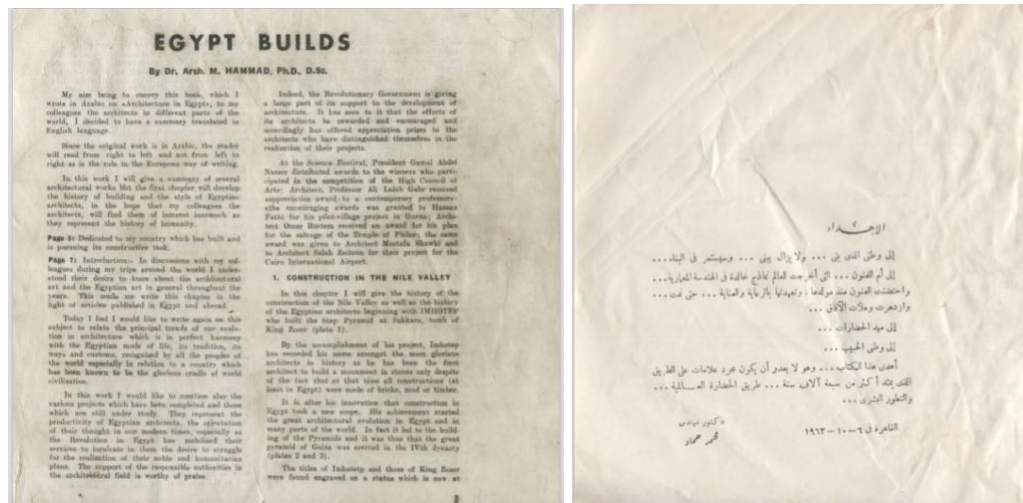 EGYPT BUILDS
By Dr. Arch. M. HAMMAD, Ph.D., D.Sc.
My aim being to convey this book, which I
wrote in Arabic on «Architecture in Egypt» to my
colleagues the architects in different parts of the
world, I decided to have a summary translated in
English language.
Since the original work is in Arabic, the reader
will read from right to left and not from left to
right as is the rule in the European way of writing.
In this work I will give a summary of several
architectural works bht the first chapter will develop
the history of building and the style of Egyptian
architects, in the hope that my colleagues the
architects, will find them of interest inasmuch as
they represent the history of humanity.
Page 5: Dedicated to my country which has built and
is pursuing its constructive task.
Page 7: Introduction:- In discussions with my col-
leagues during my trips around the world I under-
stood their desire to know about the architectural
art and the Egyptian art in general throughout the
years. This made me write this chapter in the
light of articles published in Egypt and abroad.
Today I feel I would like to write again on this
subject to relate the principal trends of our evolu-
tion in architecture which is in perfect harmony
with the Egyptian mode of life, its tradition, its
ways and customs, recognised by all the peoples of
the world especially in relation to a country which
has been known to be the glorious cradle of world
civilization.
In this work I would like to mention also the
various projects which have been completed and those
which are still under study. They represent the
productivity of Egyptian architects, the orientation
of their thought in our modern times, especially as
the Revolution in Egypt has mobilised their
services to inculcate in them the desire to struggle
for the realisation of their noble and humanitarian
plans. The support of the responsible authorities in
the architectural field is worthy of praise.
Indeed, the Revolutionary Government is giving
a large part of its support to the development of
architecture. It has seen to it that the efforts of
its architects be rewarded and encouraged and
accordingly has offered appreciation prizes to the
architects who have distinguished themselves in the
realization of their projects.
At the Science Festival, President Gamal Abdel
Nasser distributed awards to the winners who parti-
cipated in the competition of the High Council of
Arts: Architect, Professor Ali Labib Gabr received
appreciation award to a contemporary professor:
«the encouraging awards was granted to Hassan
Fathi for his pilot-village project in Gurna; Archi-
tect Omar Rostem received an award for his plan
for the salvage of the Temple of Philae; the same
award was given to Architect Mostafa Shawki and
to Architect Salah Zeitoun for their project for the
Cairo International Airport.
1. CONSTRUCTION IN THE NILE VALLEY
In this chapter I will give the history of the
construction of the Nile Valley as well as the history
of the Egyptian architects beginning with IMHOTEP
who built the Step Pyramid at Sakkara, tomb of
King Zoser (plate 1).
By the accomplishment of his project, Imhotep
has recorded his name amongst the most glorious
architects in history as he has been the first
architect to build a monument in stones only despite
of the fact that at that time all constructions (at
least in Egypt) were made of bricks, mud or timber.
It is after his innovation that construction in
Egypt took a new scope. His achievement started
the great architectural evolution in Egypt and in
many parts of the world. In fact it led to the build-
ing of the Pyramids and it was thus that the great
pyramid of Guiza was erected in the IVth dynasty
(plates 2 and 3).
The titles of Imhotep and those of King Zoser
were found engraved on a statue which is now at
2
الإهـداء
إلى وطنى الذى بنى ... ولا يزال يبنى ... وسيستمر فى البناء ...
إلى أم الفنون ... التى أخرجت للعالم نماذج خالدة فى الهندسة المعمارية ...
واحتضنت الفنون منذ مولدها ، وتعهدتها بالرعاية والعناية ... حتى نمت ...
وازدهرت وملأت الآفاق ...
إلى مهد الحضارات ...
إلى وطنى الحبيب ...
أهدى هذا الكتاب ... وهو لا يعدو أن يكون مجرد علامات على الطريق
الذى يمتد أكثر من سبعة آلاف سنة ... طريق الحضارة العـالمية ...
والتطور البشرى ...
القاهرة فى ٦-١٠-١٩٦٣
دكتور مهندس
محمد حماد